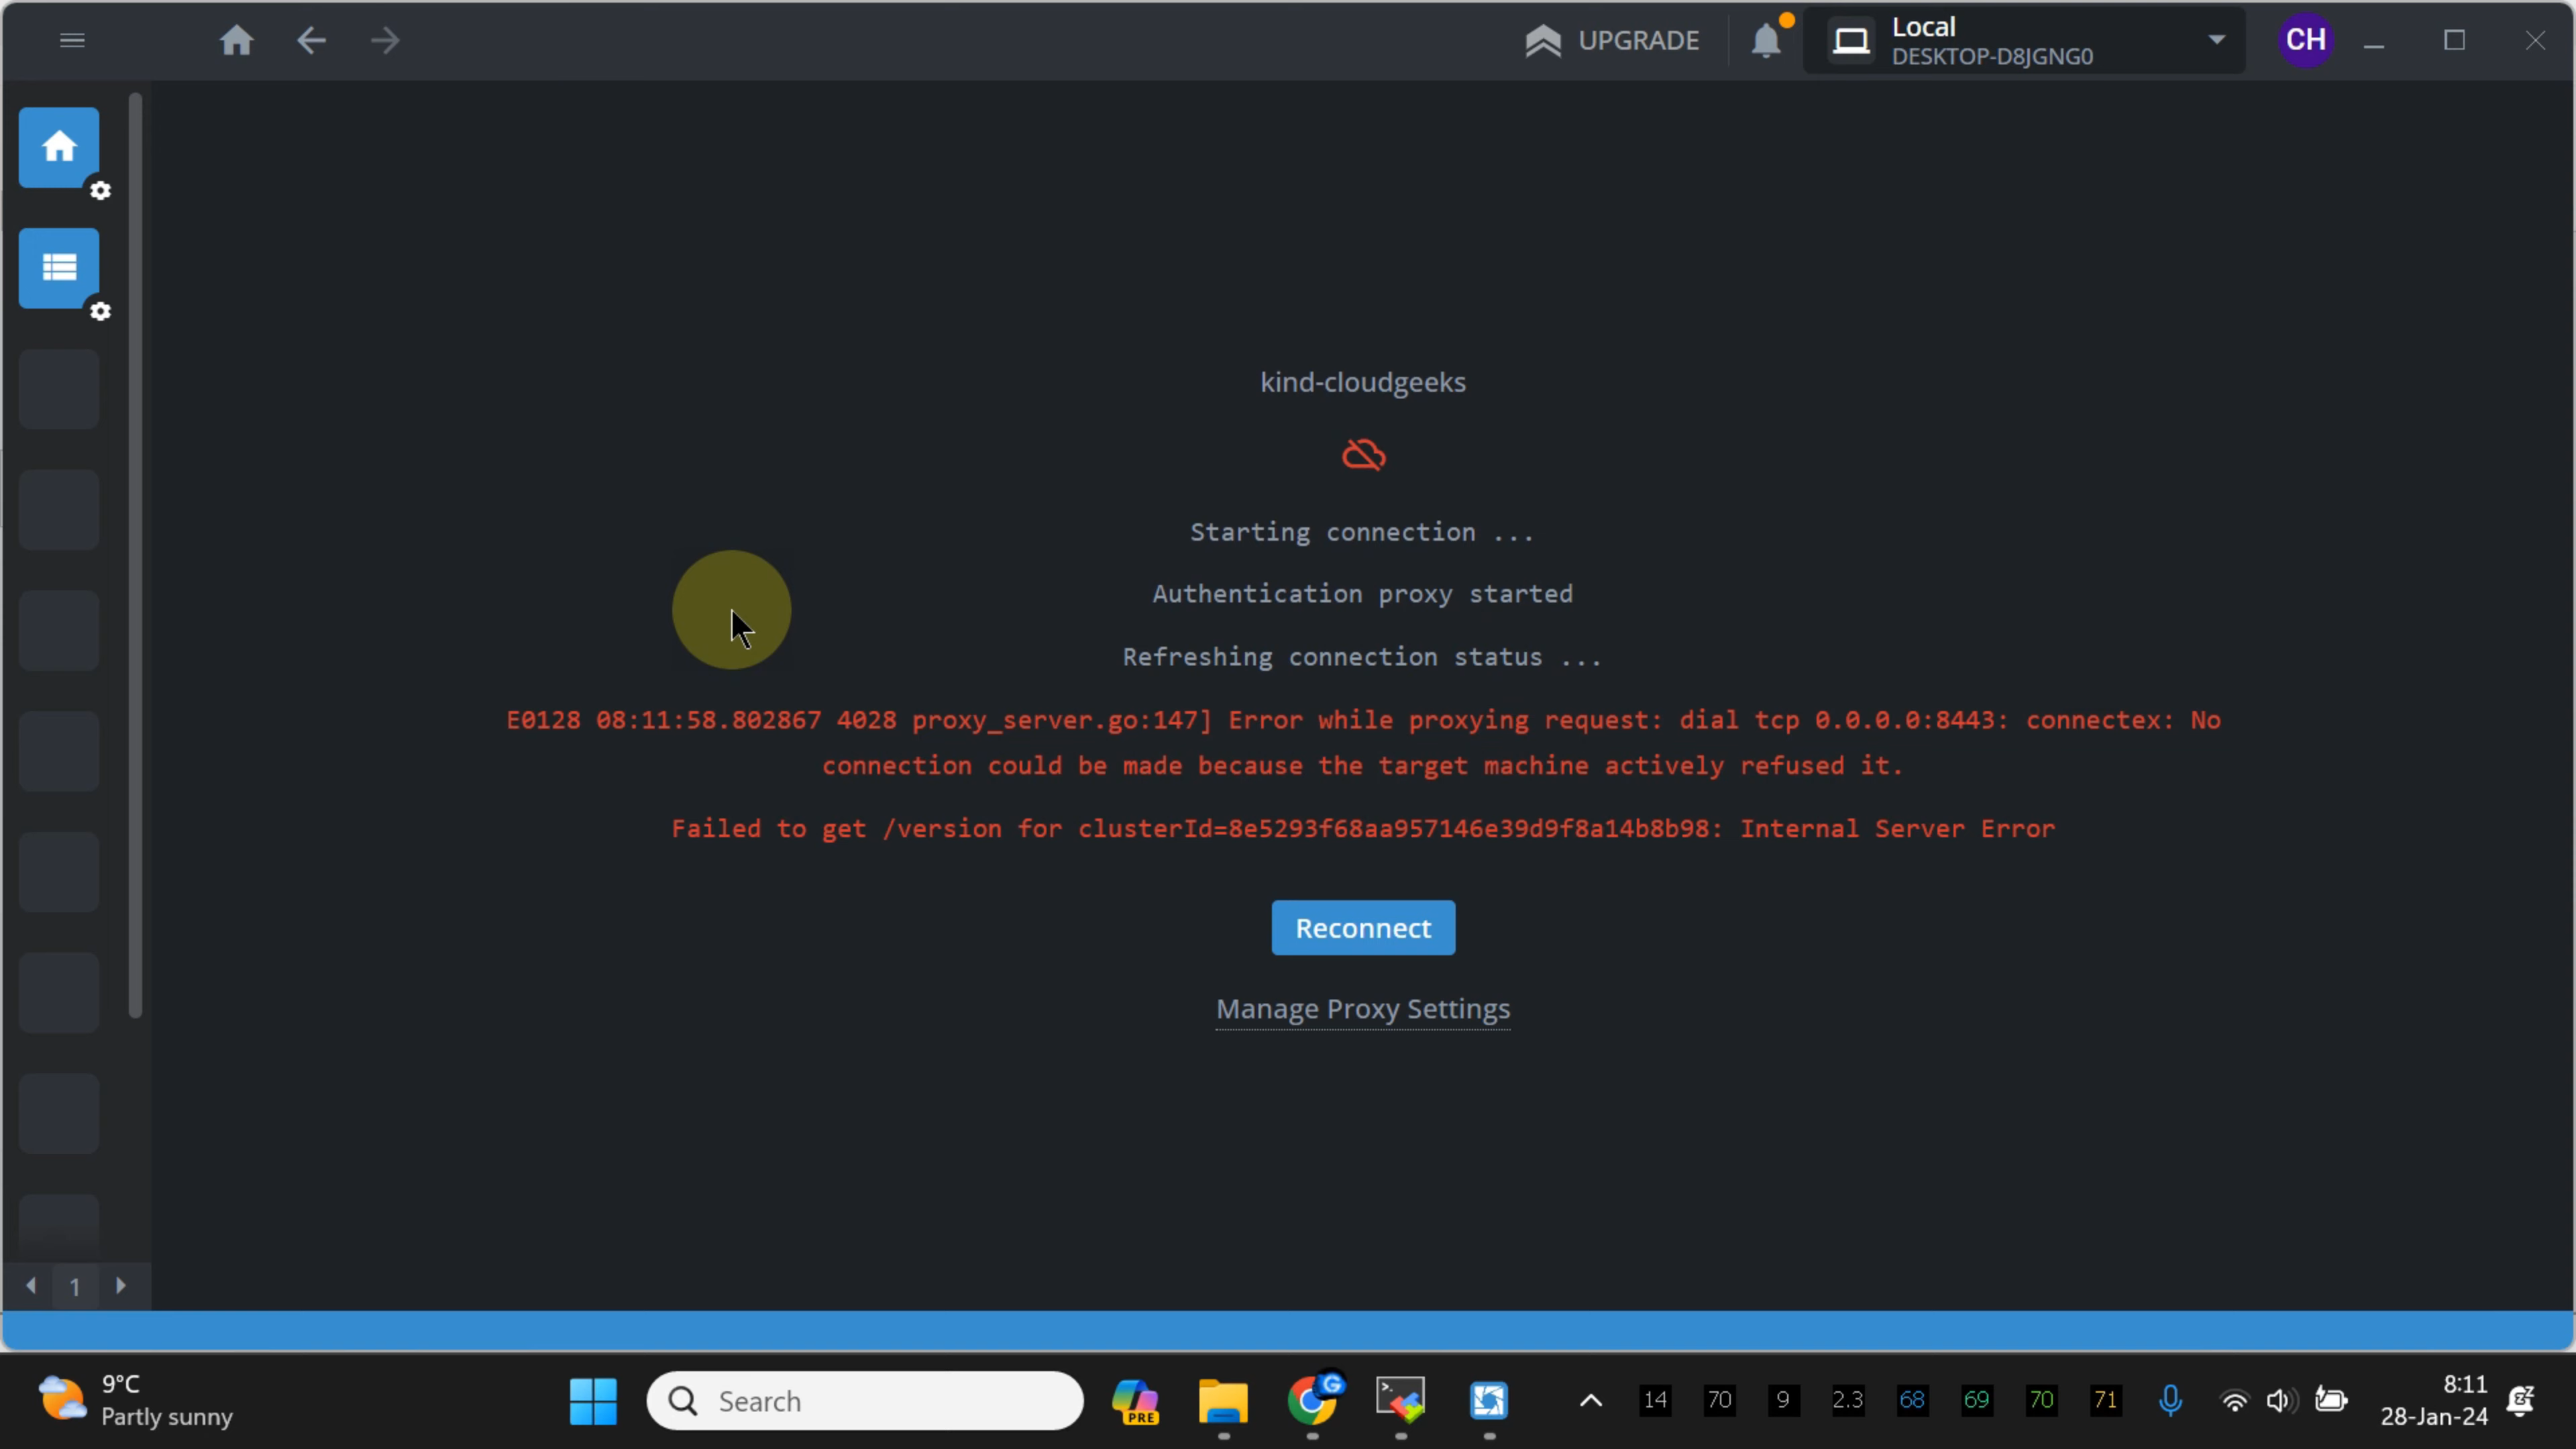 UPGRADE
Local
DESKTOP-D8JGNG0
CH
kind-cloudgeeks
Starting connection ...
Authentication proxy started
Refreshing connection status ...
E0128 08:11:58.802867 4028 proxy_server.go:147] Error while proxying request: dial tcp 0.0.0.0:8443: connectex: No
connection could be made because the target machine actively refused it.
Failed to get /version for clusterId=8e5293f68aa957146e39d9f8a14b8b98: Internal Server Error
Reconnect
Manage Proxy Settings
1
9°C
Partly sunny
Search
PRE
G
14 70 9 2.3 68 69 70 71
8:11
28-Jan-24